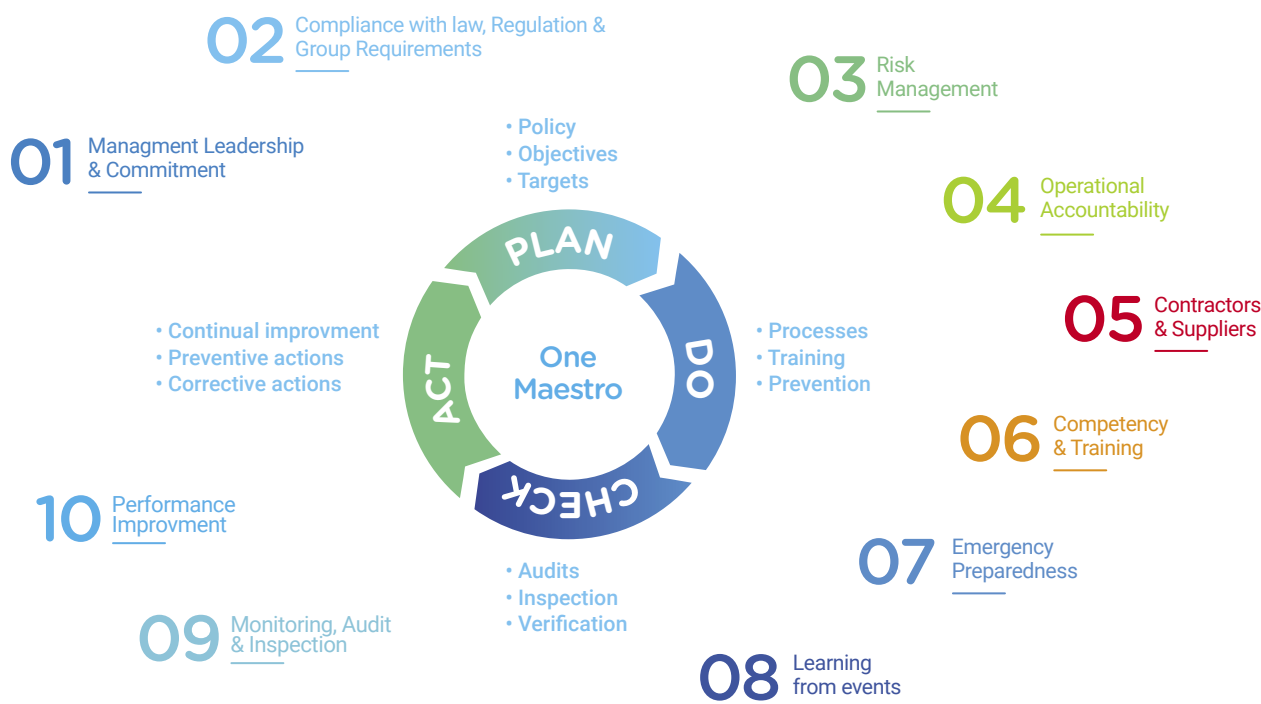 02
Compliance with law, Regulation &
Group Requirements
03
Risk
Management
01
Managment Leadership
& Commitment
• Policy
• Objectives
• Targets
04
Operational
Accountability
PLAN
DO
CHECK
ACT
One
Maestro
• Continual improvment
• Preventive actions
• Corrective actions
• Processes
• Training
• Prevention
05
Contractors
& Suppliers
06
Competency
& Training
10
Performance
Improvment
07
Emergency
Preparedness
• Audits
• Inspection
• Verification
09
Monitoring, Audit
& Inspection
08
Learning
from events